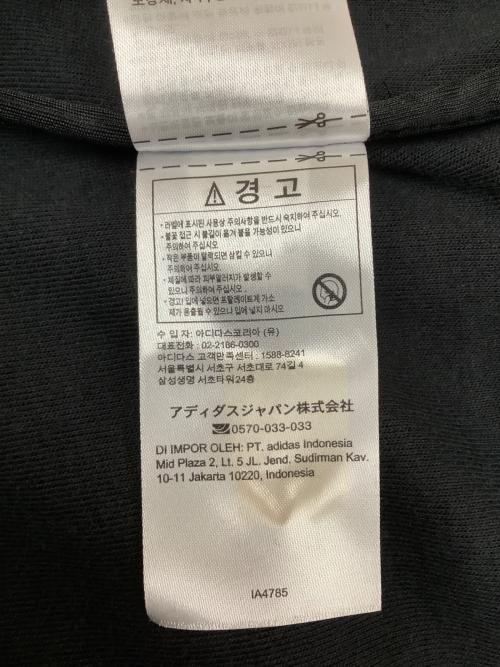 ⚠ 경 고
• 라벨에 표시된 사용상 주의사항을 반드시 숙지하여 주십시오.
• 불꽃 접근 시 불길이 옮겨 붙을 가능성이 있으니
주의하여 주십시오
• 작은 부품이 탈락되면 삼킬 수 있으니
주의하여 주십시오.
• 체질에 따라 피부알러지가 발생할 수
있으니 주의하여 주십시오
• 경고! 입에 넣으면 프탈레이트계 가소
제가 용출될 수 있으니 입에 넣지 마시오
수 입 자: 아디다스코리아 (유)
대표전화 : 02-2186-0300
아디다스 고객만족센터 : 1588-8241
서울특별시 서초구 서초대로 74길 4
삼성생명 서초타워24층
アディダスジャパン株式会社
0570-033-033
DI IMPOR OLEH: PT. adidas Indonesia
Mid Plaza 2, Lt. 5 JL. Jend. Sudirman Kav.
10-11 Jakarta 10220, Indonesia
IA4785